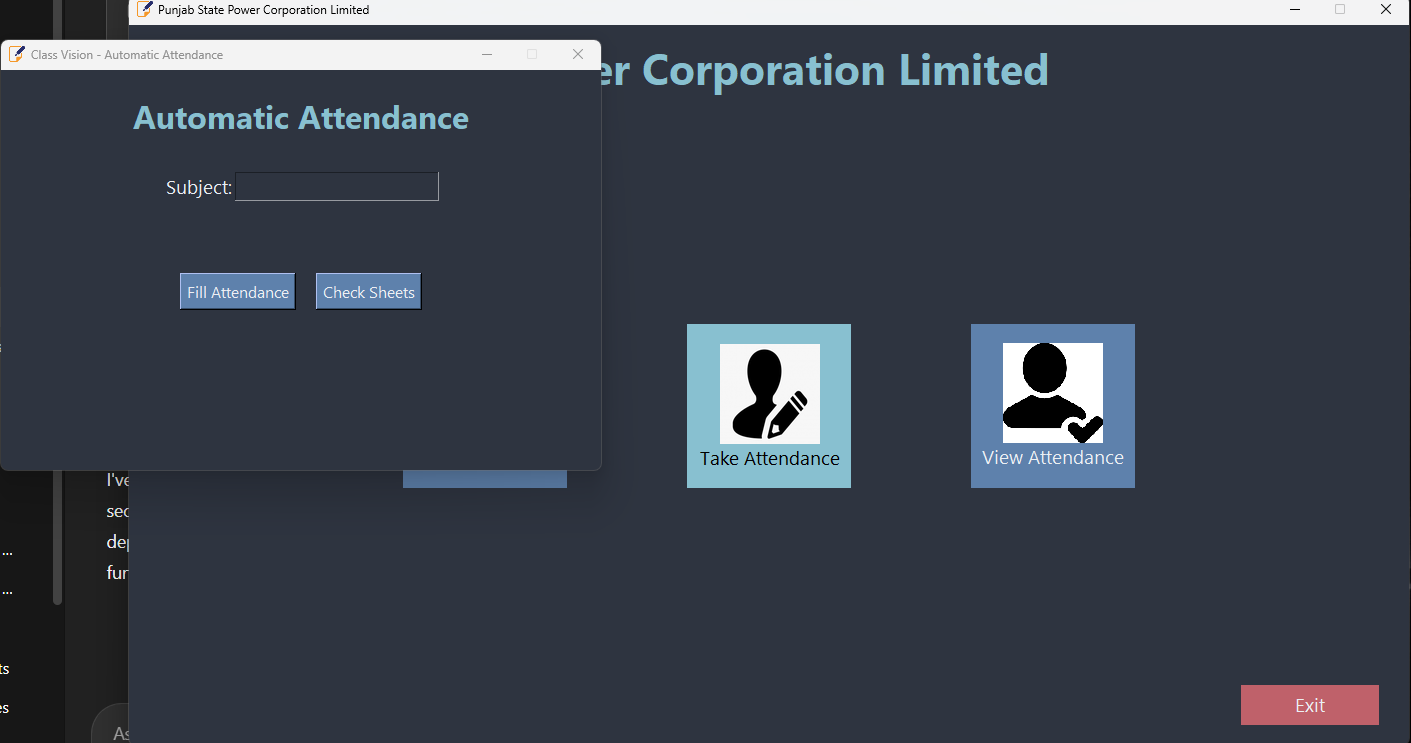 Punjab State Power Corporation Limited
Class Vision - Automatic Attendance
er Corporation Limited
Automatic Attendance
Subject:
Fill Attendance
Check Sheets
Take Attendance
View Attendance
I've
sec
dep
fur
...
...
ts
es
As
Exit